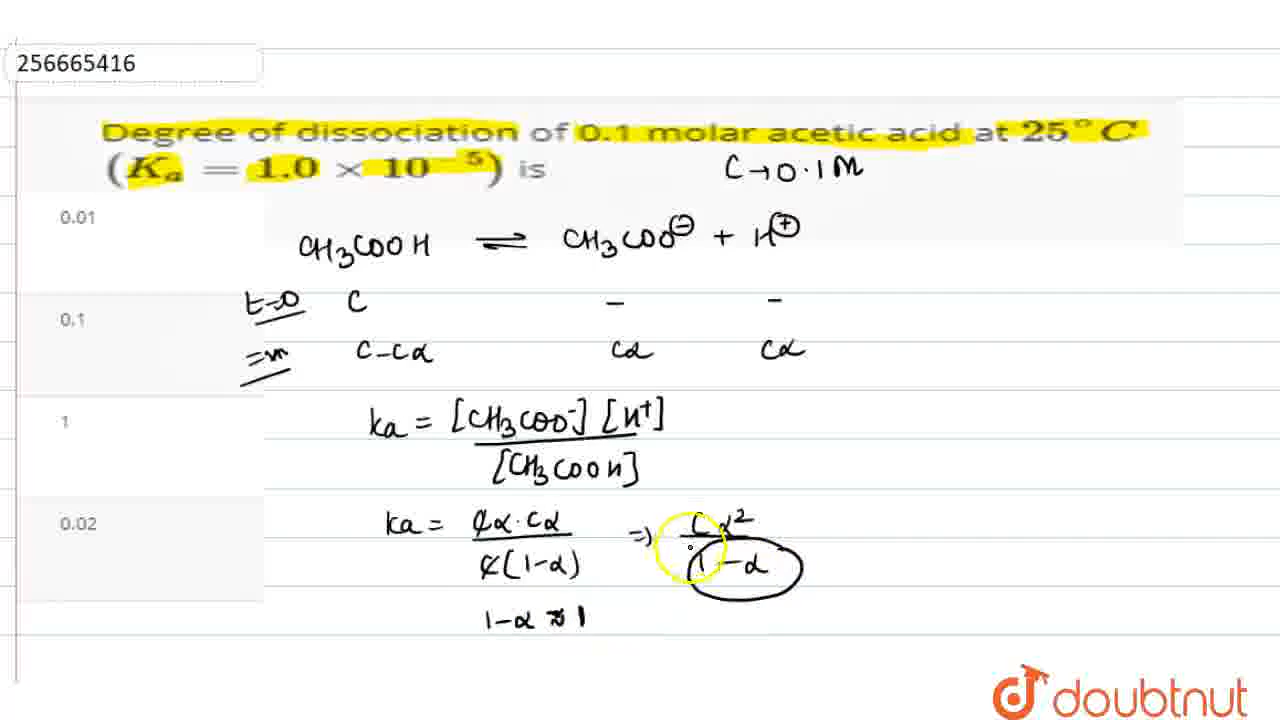 256665416
Degree of dissociation of 0.1 molar acetic acid at 25° C
(Kₐ = 1.0 × 10⁻⁵) is
C → 0.1 M
0.01
CH₃COOH ⇌ CH₃COO⊖ + H⊕
t=0 C – –
0.1
C-Cα Cα Cα
1
ka = [CH₃COO⁻] [H⁺]
[CH₃COOH]
0.02
ka = Cα·Cα ⇒ Cα²
C(1-α) 1-α
1-α ≈ 1
doubtnut